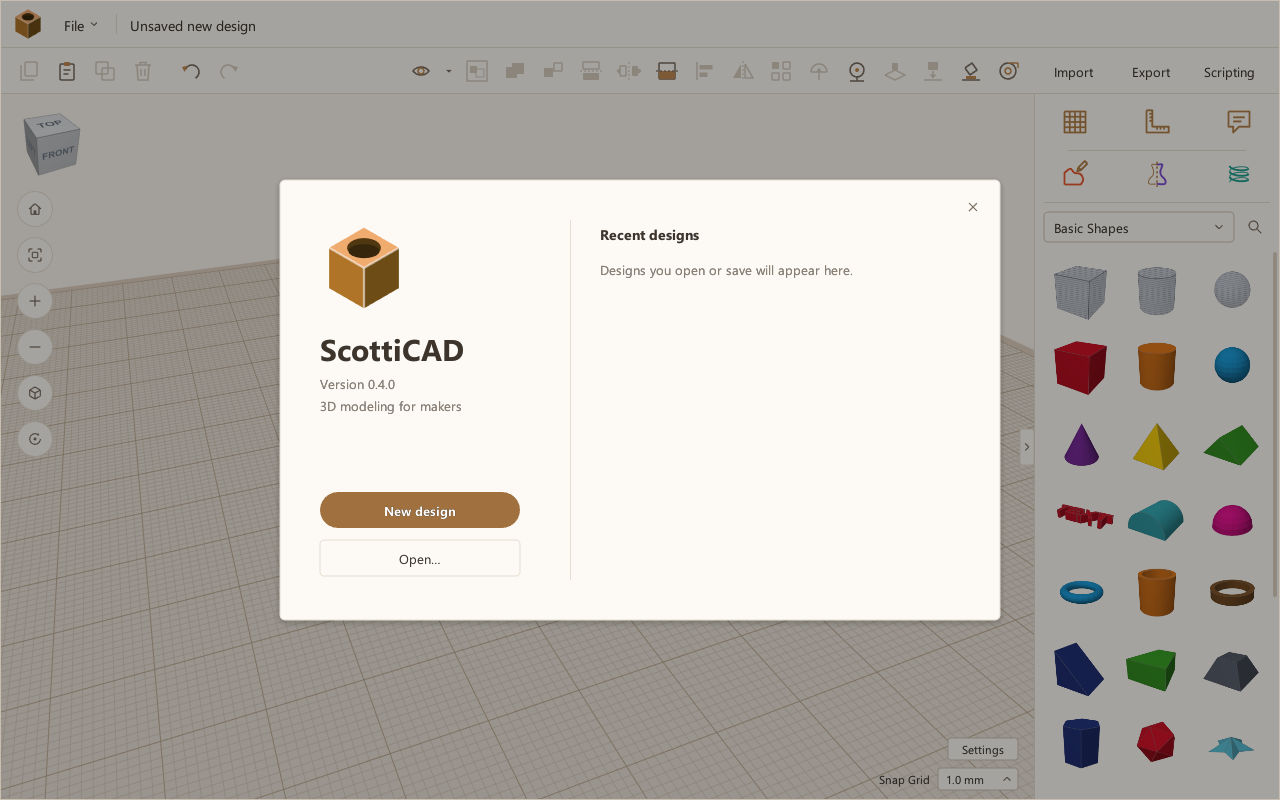 File
Unsaved new design
Import
Export
Scripting
TOP
FRONT
Basic Shapes
Recent designs
Designs you open or save will appear here.
ScottiCAD
Version 0.4.0
3D modeling for makers
New design
Open...
Settings
Snap Grid
1.0 mm